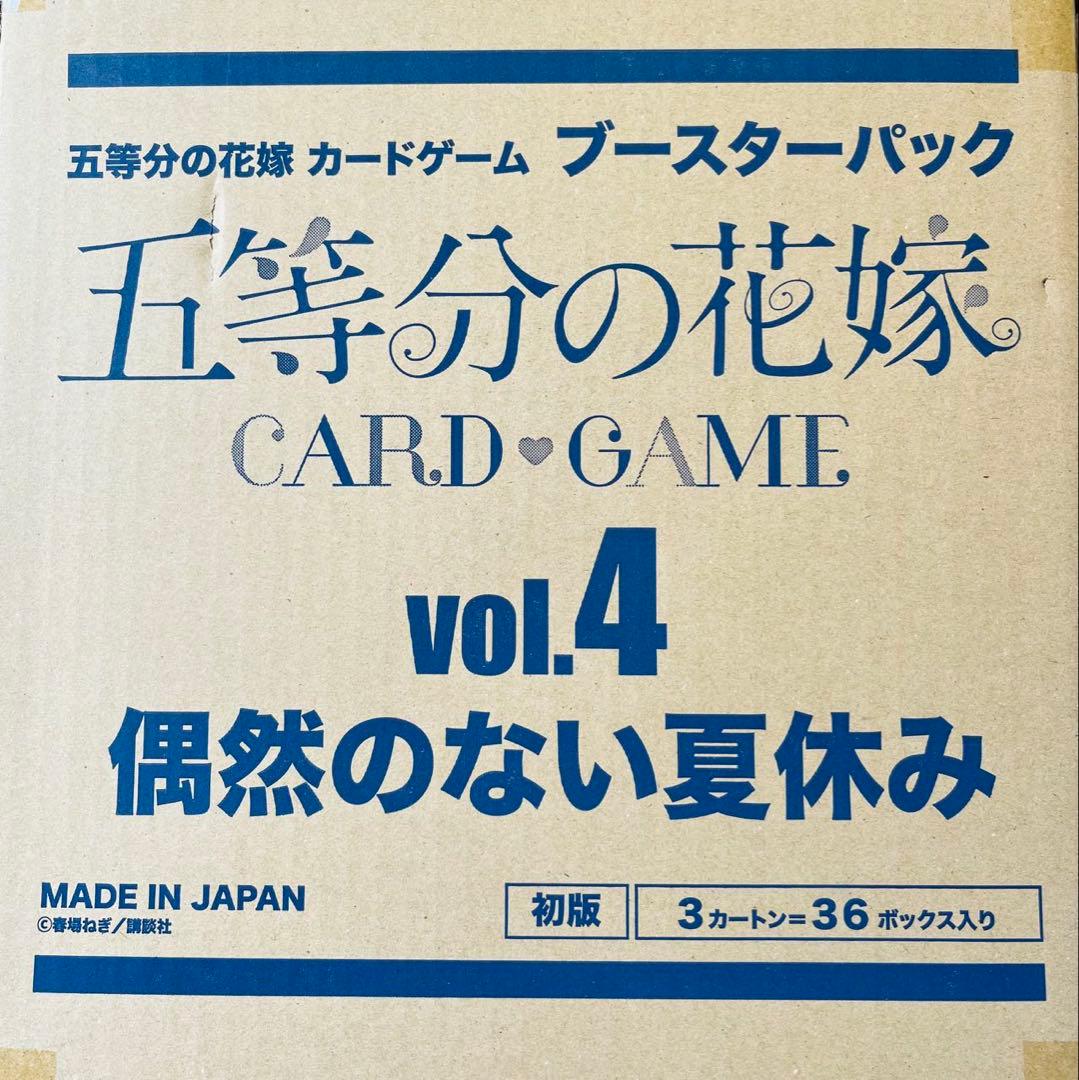 五等分の花嫁 カードゲーム ブースターパック
五等分の花嫁
CARD♥GAME
vol.4
偶然のない夏休み
MADE IN JAPAN
©春場ねぎ/講談社
初版
3カートン=36ボックス入り